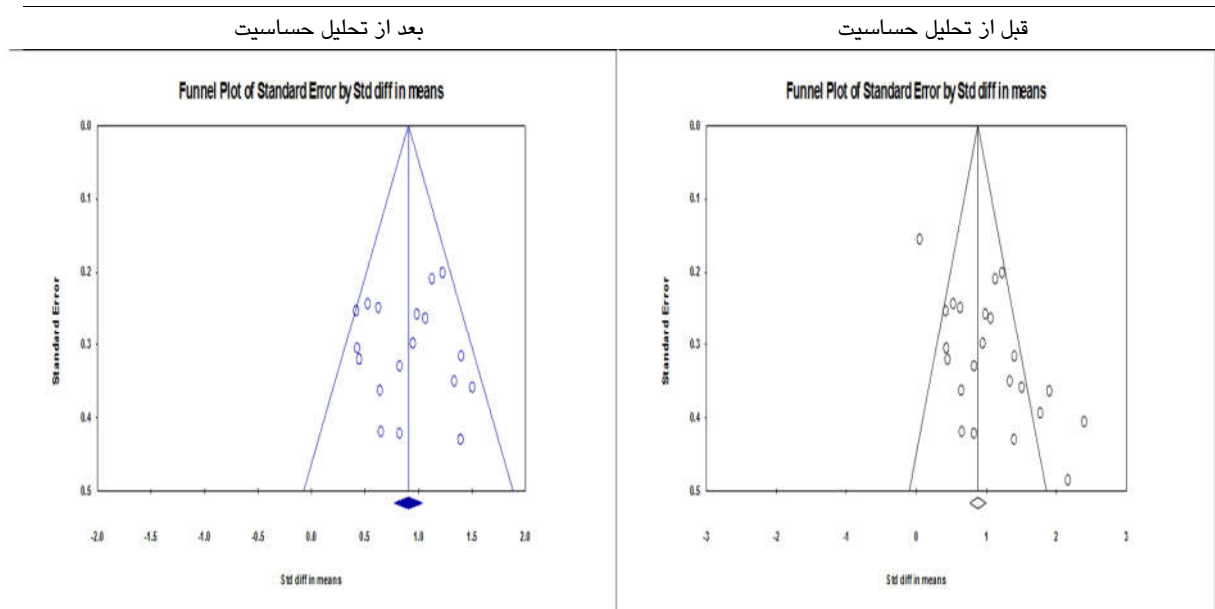 قبل از تحلیل حساسیت
بعد از تحلیل حساسیت
Funnel Plot of Standard Error by Std diff in means
0.0
0.1
0.2
0.3
0.4
0.5
Standard Error
-3 -2 -1 0 1 2 3
Std diff in means
Funnel Plot of Standard Error by Std diff in means
0.0
0.1
0.2
0.3
0.4
0.5
Standard Error
-2.0 -1.5 -1.0 -0.5 0.0 0.5 1.0 1.5 2.0
Std diff in means